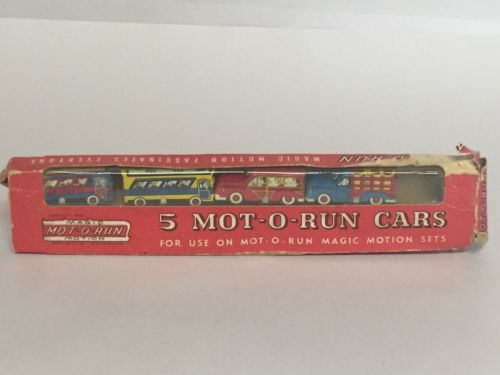 MAGIC MOTION FASCINATES EVERYONE
O-RUN
MAGIC
MOT-O-RUN
MOTION
5 MOT-O-RUN CARS
FOR USE ON MOT-O-RUN MAGIC MOTION SETS